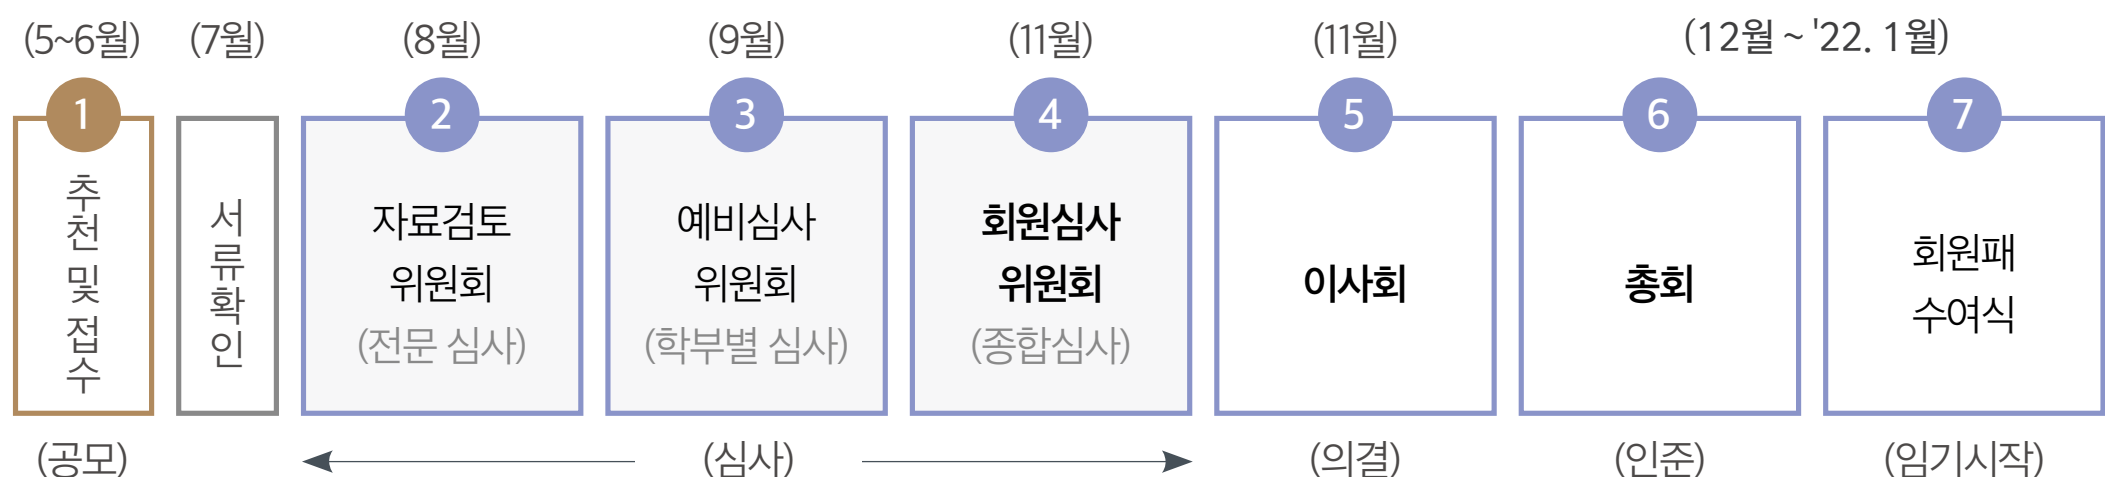 (5~6월) (7월) (8월) (9월) (11월) (11월) (12월 ~ '22. 1월)
1 2 3 4 5 6 7
추천 및 접수
서류확인
자료검토
위원회
(전문 심사)
예비심사
위원회
(학부별 심사)
회원심사
위원회
(종합심사)
이사회
총회
회원패
수여식
(공모) (심사) (의결) (인준) (임기시작)